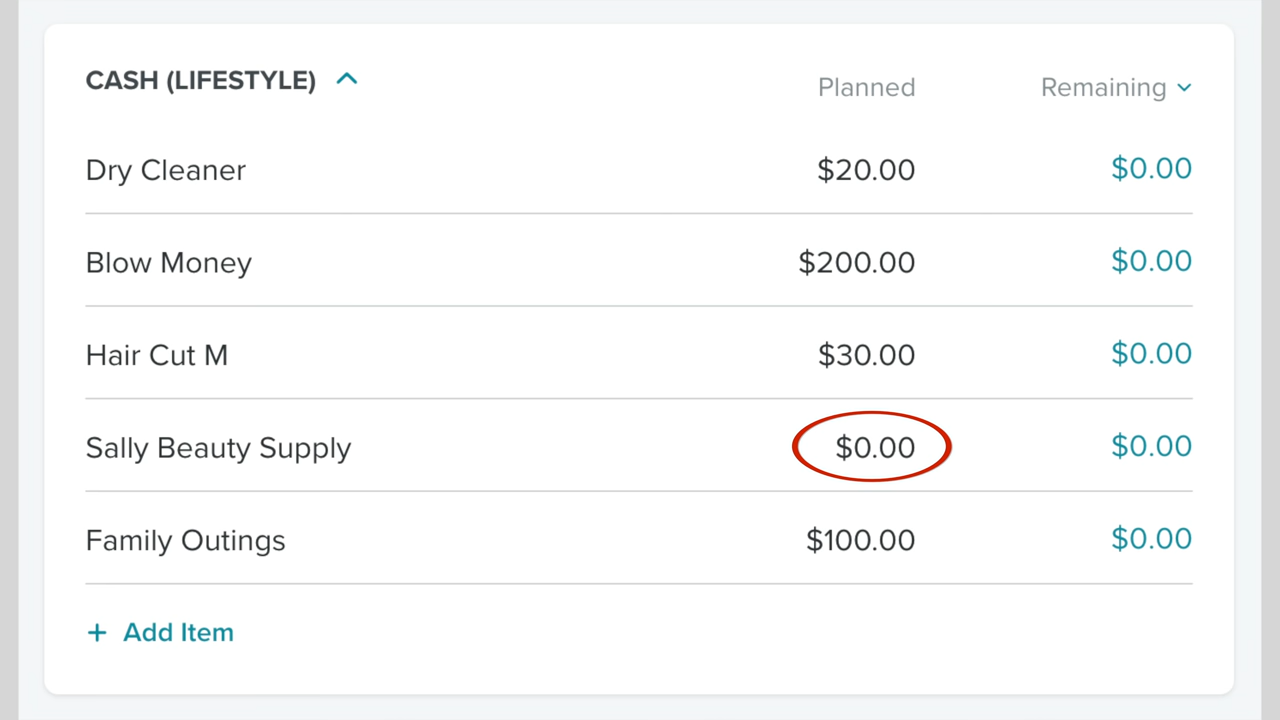 CASH (LIFESTYLE) Planned Remaining
Dry Cleaner $20.00 $0.00
Blow Money $200.00 $0.00
Hair Cut M $30.00 $0.00
Sally Beauty Supply $0.00 $0.00
Family Outings $100.00 $0.00
+ Add Item